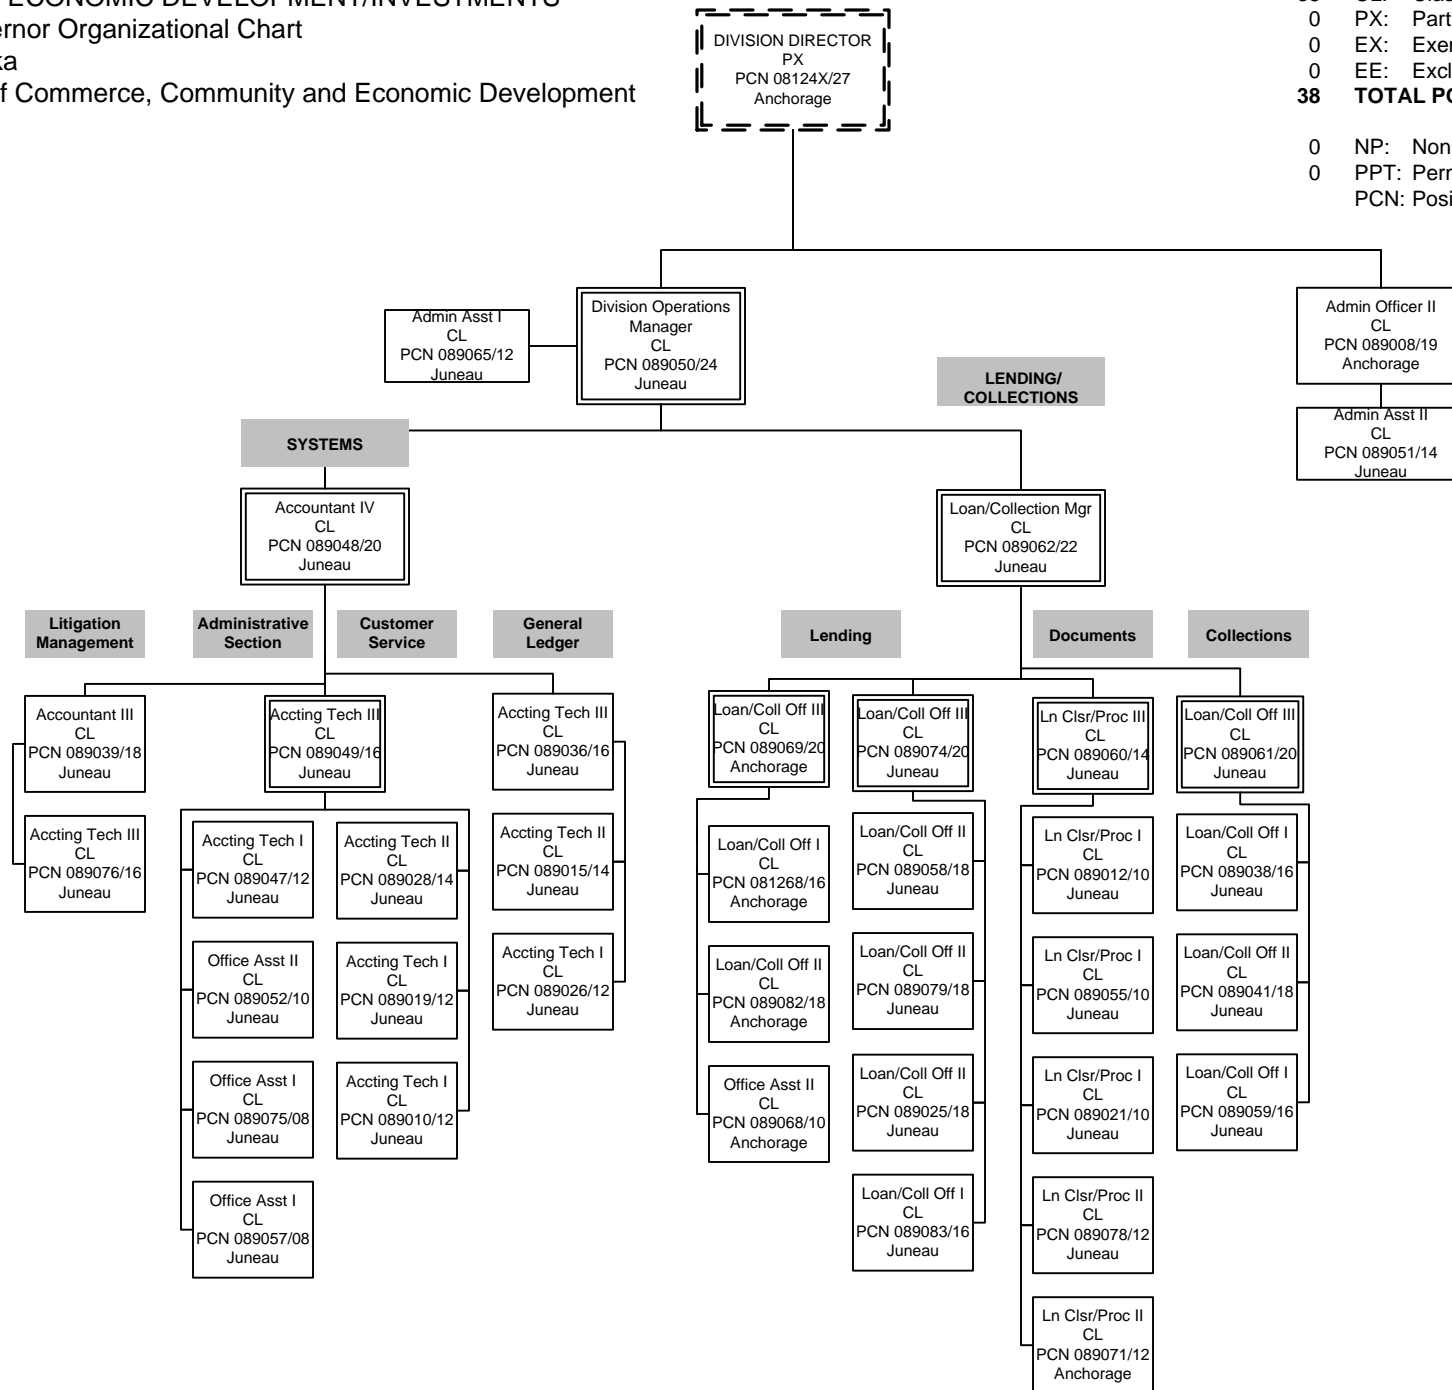 ECONOMIC DEVELOPMENT/INVESTMENTS
Organizational Chart
of Commerce, Community and Economic Development
0 PX: Part
0 EX:
0 EE:
38 TOTAL
0 NP: Non
0 PPT:
PCN:
DIVISION DIRECTOR
PX
PCN 08124X/27
Anchorage
Admin Asst I
CL
PCN 089065/12
Juneau
Division Operations
Manager
CL
PCN 089050/24
Juneau
LENDING/
COLLECTIONS
Admin Officer II
CL
PCN 089008/19
Anchorage
Admin Asst II
CL
PCN 089051/14
Juneau
SYSTEMS
Accountant IV
CL
PCN 089048/20
Juneau
Loan/Collection Mgr
CL
PCN 089062/22
Juneau
Litigation
Management
Administrative
Section
Customer
Service
General
Ledger
Lending
Documents
Collections
Accountant III
CL
PCN 089039/18
Juneau
Accting Tech III
CL
PCN 089076/16
Juneau
Accting Tech III
CL
PCN 089049/16
Juneau
Accting Tech I
CL
PCN 089047/12
Juneau
Office Asst II
CL
PCN 089052/10
Juneau
Office Asst I
CL
PCN 089075/08
Juneau
Office Asst I
CL
PCN 089057/08
Juneau
Accting Tech II
CL
PCN 089028/14
Juneau
Accting Tech I
CL
PCN 089019/12
Juneau
Accting Tech I
CL
PCN 089010/12
Juneau
Accting Tech III
CL
PCN 089036/16
Juneau
Accting Tech II
CL
PCN 089015/14
Juneau
Accting Tech I
CL
PCN 089026/12
Juneau
Loan/Coll Off III
CL
PCN 089069/20
Anchorage
Loan/Coll Off I
CL
PCN 081268/16
Anchorage
Loan/Coll Off II
CL
PCN 089082/18
Anchorage
Office Asst II
CL
PCN 089068/10
Anchorage
Loan/Coll Off III
CL
PCN 089074/20
Juneau
Loan/Coll Off II
CL
PCN 089058/18
Juneau
Loan/Coll Off II
CL
PCN 089079/18
Juneau
Loan/Coll Off II
CL
PCN 089025/18
Juneau
Loan/Coll Off I
CL
PCN 089083/16
Juneau
Ln Clsr/Proc III
CL
PCN 089060/14
Juneau
Ln Clsr/Proc I
CL
PCN 089012/10
Juneau
Ln Clsr/Proc I
CL
PCN 089055/10
Juneau
Ln Clsr/Proc I
CL
PCN 089021/10
Juneau
Ln Clsr/Proc II
CL
PCN 089078/12
Juneau
Ln Clsr/Proc II
CL
PCN 089071/12
Anchorage
Loan/Coll Off III
CL
PCN 089061/20
Juneau
Loan/Coll Off I
CL
PCN 089038/16
Juneau
Loan/Coll Off II
CL
PCN 089041/18
Juneau
Loan/Coll Off I
CL
PCN 089059/16
Juneau